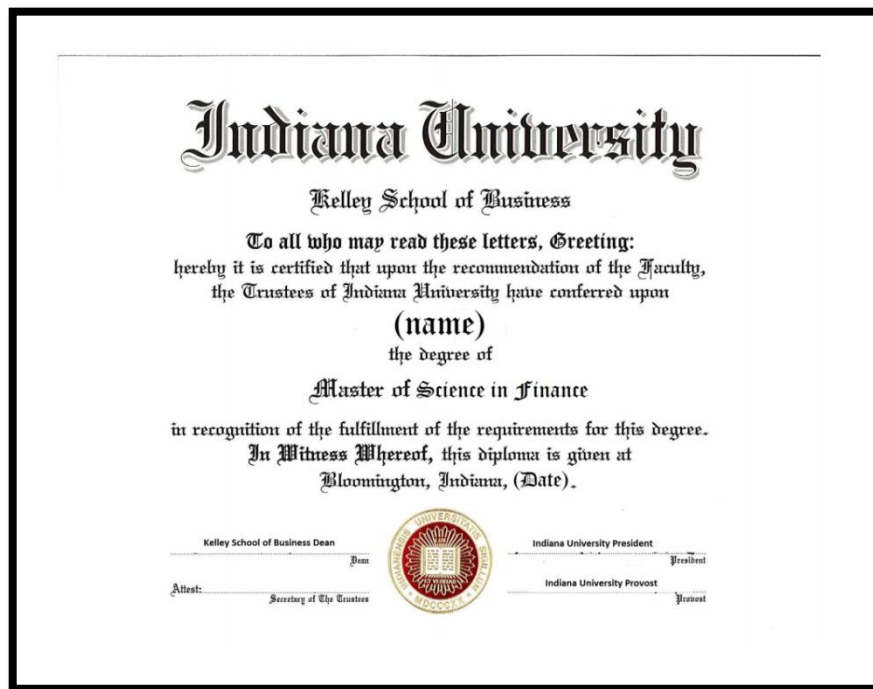 Indiana University
Kelley School of Business
To all who may read these letters, Greeting:
hereby it is certified that upon the recommendation of the Faculty,
the Trustees of Indiana University have conferred upon
(name)
the degree of
Master of Science in Finance
in recognition of the fulfillment of the requirements for this degree.
In Witness Whereof, this diploma is given at
Bloomington, Indiana, (Date).
Kelley School of Business Dean
Dean
Attest:
Secretary of The Trustees
INDIANENSIS UNIVERSITATIS SIGILLUM
MDCCCXX
Indiana University President
President
Indiana University Provost
Provost